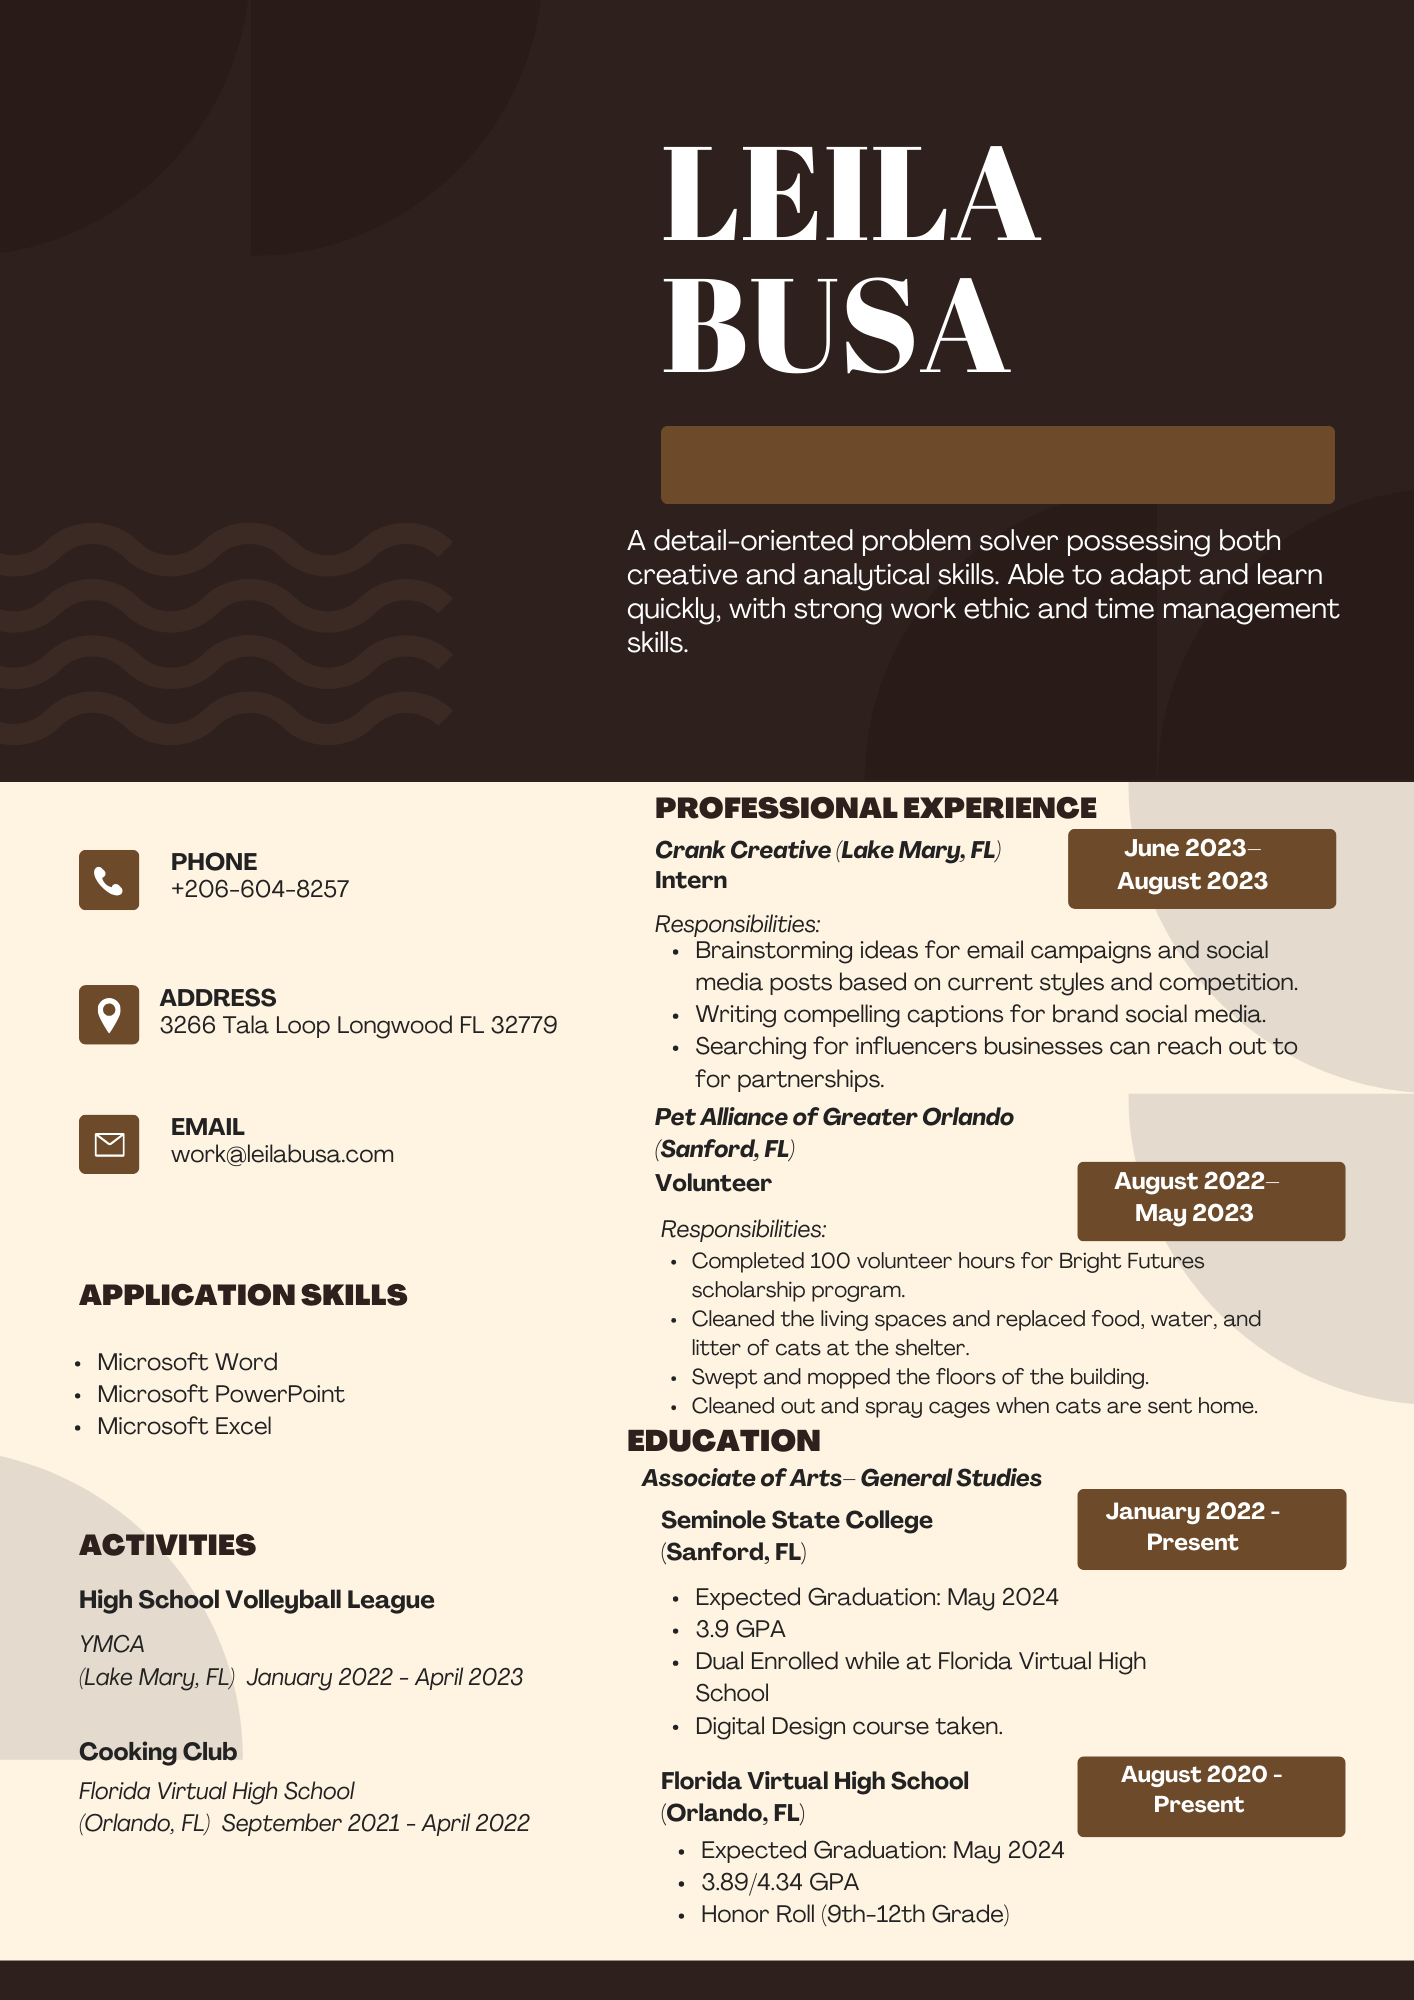 LEILA
BUSA
A detail-oriented problem solver possessing both
creative and analytical skills. Able to adapt and learn
quickly, with strong work ethic and time management
skills.
PHONE
+206-604-8257
ADDRESS
3266 Tala Loop Longwood FL 32779
EMAIL
work@leilabusa.com
APPLICATION SKILLS
• Microsoft Word
• Microsoft PowerPoint
• Microsoft Excel
ACTIVITIES
High School Volleyball League
YMCA
(Lake Mary, FL) January 2022 - April 2023
Cooking Club
Florida Virtual High School
(Orlando, FL) September 2021 - April 2022
PROFESSIONAL EXPERIENCE
Crank Creative (Lake Mary, FL)
Intern
June 2023–
August 2023
Responsibilities:
• Brainstorming ideas for email campaigns and social
media posts based on current styles and competition.
• Writing compelling captions for brand social media.
• Searching for influencers businesses can reach out to
for partnerships.
Pet Alliance of Greater Orlando
(Sanford, FL)
Volunteer
August 2022–
May 2023
Responsibilities:
• Completed 100 volunteer hours for Bright Futures
scholarship program.
• Cleaned the living spaces and replaced food, water, and
litter of cats at the shelter.
• Swept and mopped the floors of the building.
• Cleaned out and spray cages when cats are sent home.
EDUCATION
Associate of Arts– General Studies
Seminole State College
(Sanford, FL)
January 2022 -
Present
• Expected Graduation: May 2024
• 3.9 GPA
• Dual Enrolled while at Florida Virtual High
School
• Digital Design course taken.
Florida Virtual High School
(Orlando, FL)
August 2020 -
Present
• Expected Graduation: May 2024
• 3.89/4.34 GPA
• Honor Roll (9th-12th Grade)